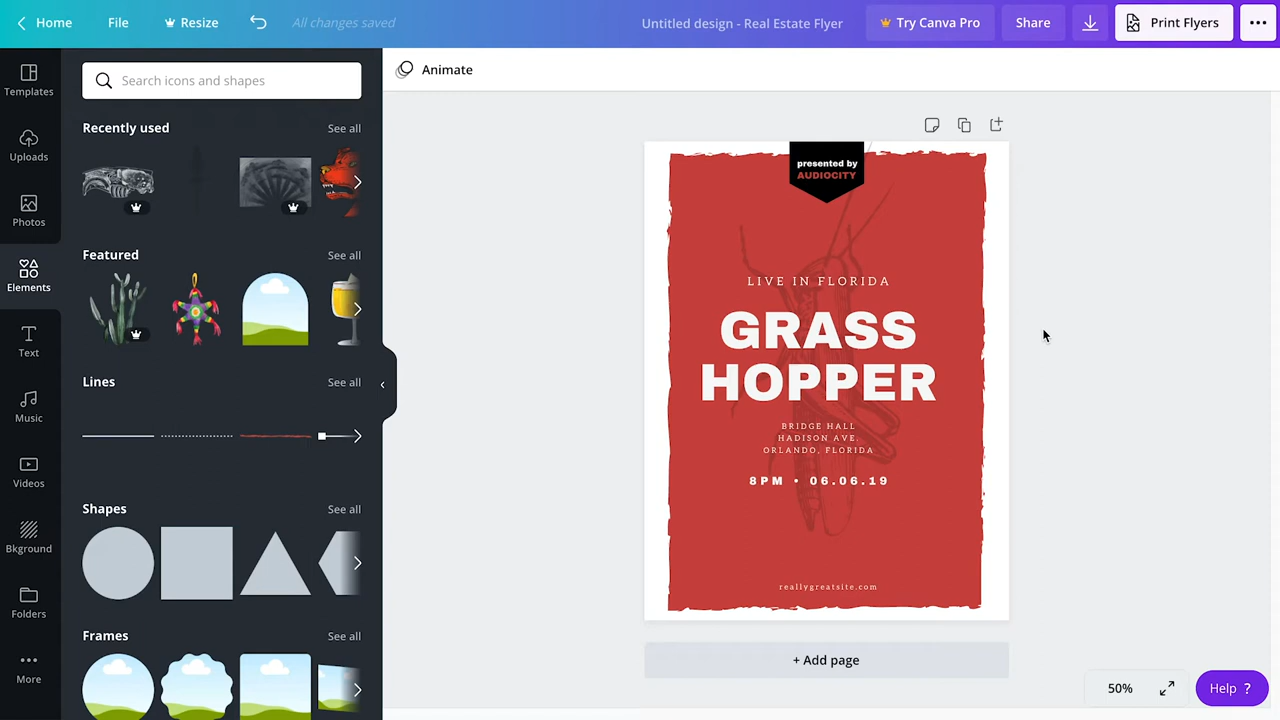 Home
File
Resize
All changes saved
Untitled design - Real Estate Flyer
Try Canva Pro
Share
Print Flyers
Templates
Uploads
Photos
Elements
Text
Music
Videos
Bkground
Folders
More
Search icons and shapes
Recently used
See all
Featured
See all
Lines
See all
Shapes
See all
Frames
See all
Animate
presented by
AUDIOCITY
LIVE IN FLORIDA
GRASS
HOPPER
BRIDGE HALL
HADISON AVE.
ORLANDO, FLORIDA
8PM • 06.06.19
reallygreatsite.com
+ Add page
50%
Help ?